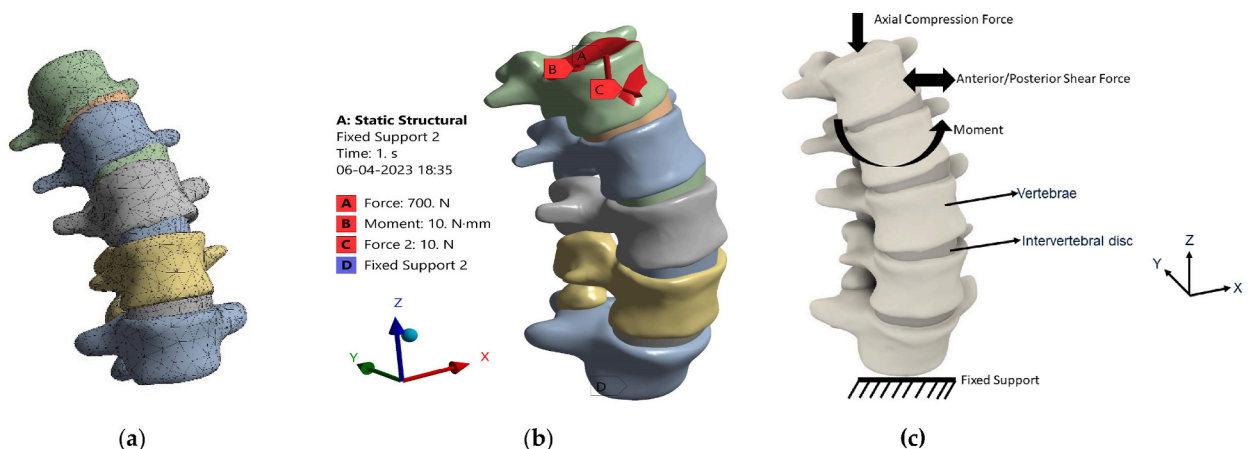 A: Static Structural
Fixed Support 2
Time: 1. s
06-04-2023 18:35
A Force: 700. N
B Moment: 10. N·mm
C Force 2: 10. N
D Fixed Support 2
Z
Y
X
A
B
C
D
Axial Compression Force
Anterior/Posterior Shear Force
Moment
Vertebrae
Intervertebral disc
Fixed Support
Z
Y
X
(a)
(b)
(c)